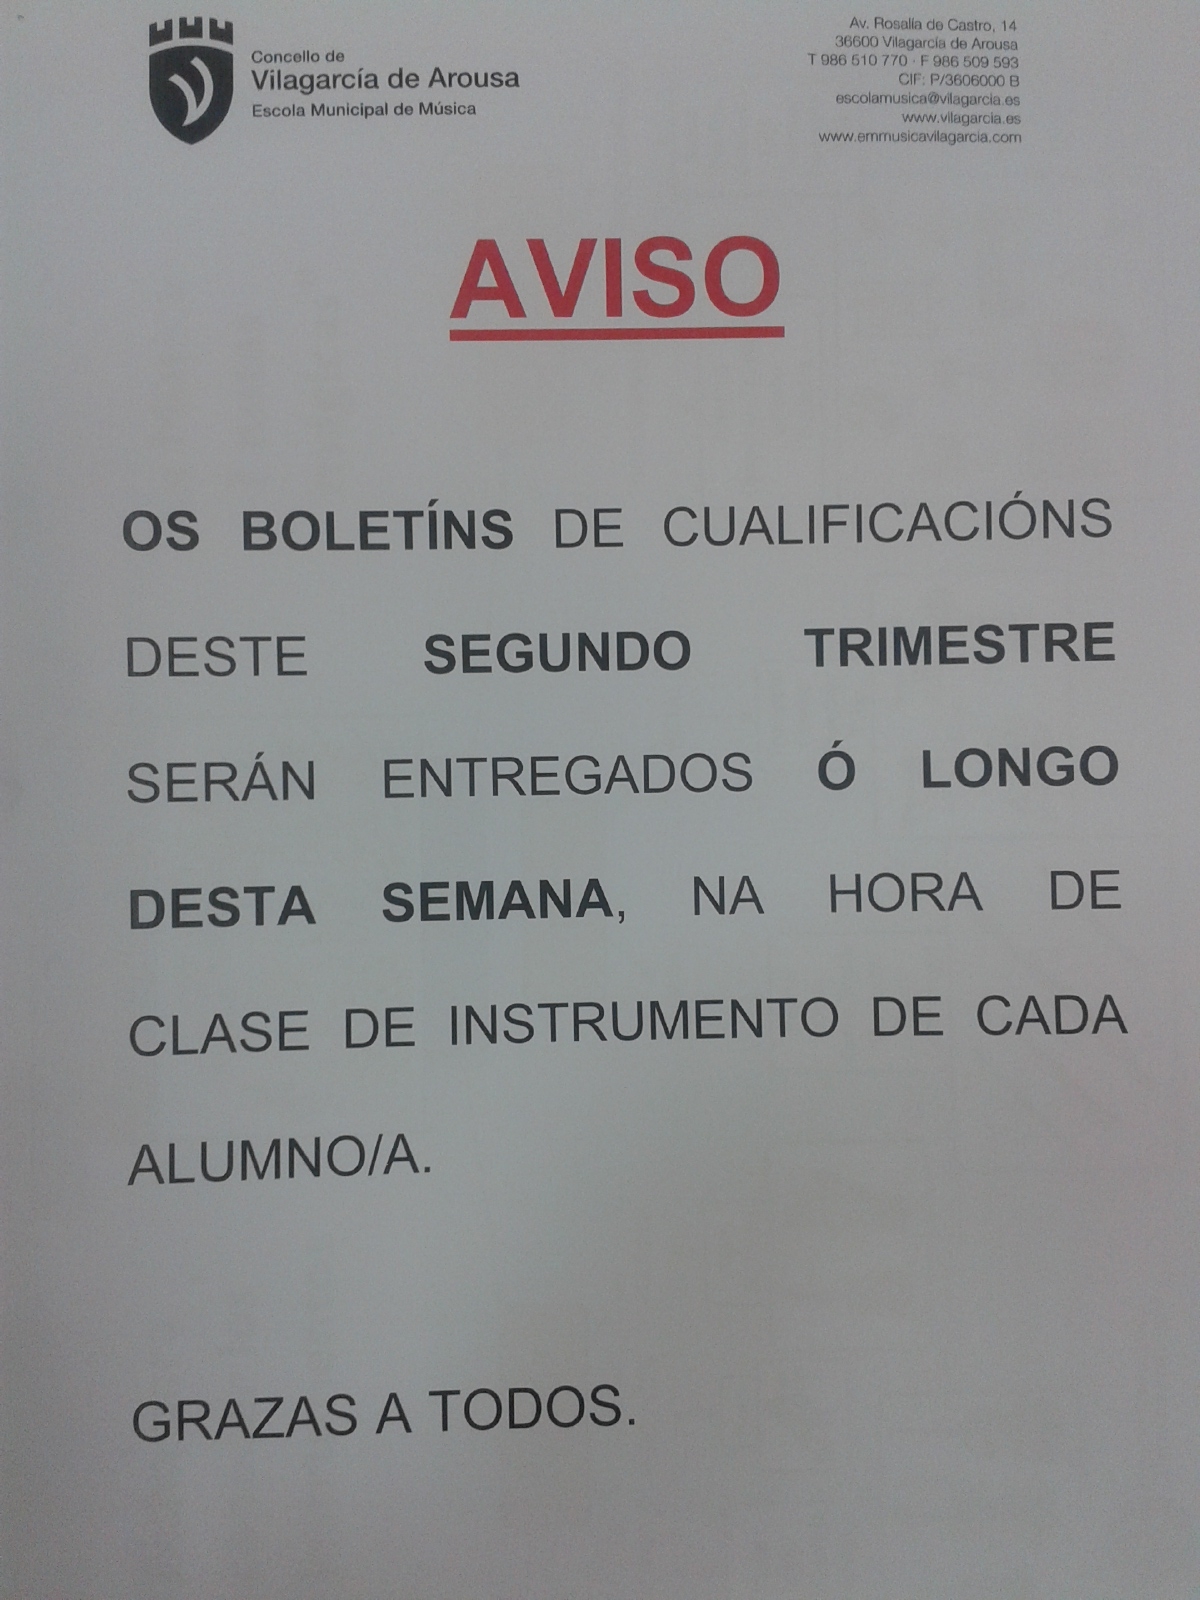 Concello de
Vilagarcía de Arousa
Escola Municipal de Música
Av. Rosalía de Castro, 14
36600 Vilagarcía de Arousa
T 986 510 770 · F 986 509 593
CIF: P/3606000 B
escolamusica@vilagarcia.es
www.vilagarcia.es
www.emmusicavilagarcia.com
AVISO
OS BOLETÍNS DE CUALIFICACIÓNS
DESTE SEGUNDO TRIMESTRE
SERÁN ENTREGADOS Ó LONGO
DESTA SEMANA, NA HORA DE
CLASE DE INSTRUMENTO DE CADA
ALUMNO/A.
GRAZAS A TODOS.